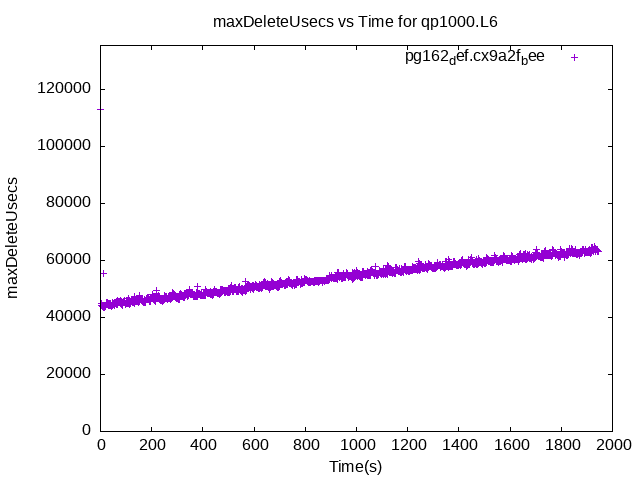 maxDeleteUsecs vs Time for qp1000.L6
pg162def.cx9a2fbee
120000
100000
80000
60000
40000
20000
0
maxDeleteUsecs
0 200 400 600 800 1000 1200 1400 1600 1800 2000
Time(s)